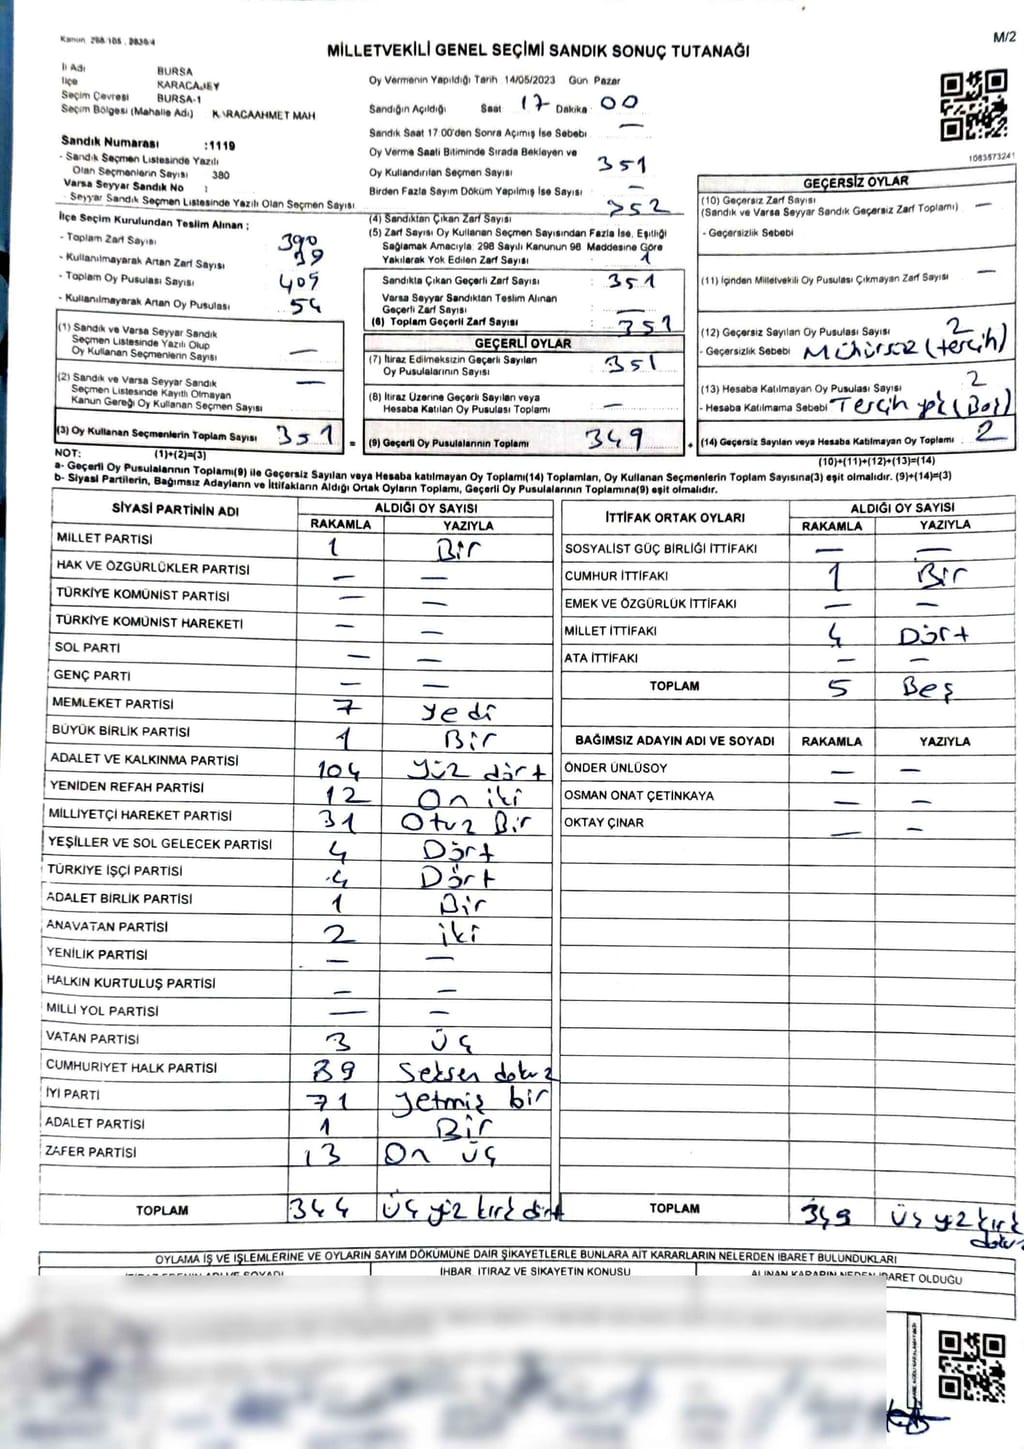 Kanun 298/105 , 2839/4
M/2
MİLLETVEKİLİ GENEL SEÇİMİ SANDIK SONUÇ TUTANAĞI
İl Adı BURSA
İlçe KARACABEY
Seçim Çevresi BURSA-1
Seçim Bölgesi (Mahalle Adı) KARACAAHMET MAH
Sandık Numarası :1119
- Sandık Seçmen Listesinde Yazılı
Olan Seçmenlerin Sayısı 380
Varsa Seyyar Sandık No :
- Seyyar Sandık Seçmen Listesinde Yazılı Olan Seçmen Sayısı
Oy Vermenin Yapıldığı Tarih 14/05/2023 Gün Pazar
Sandığın Açıldığı Saat 17 Dakika 00
Sandık Saat 17.00'den Sonra Açılmış İse Sebebi —
Oy Verme Saati Bitiminde Sırada Bekleyen ve
Oy Kullandırılan Seçmen Sayısı 351
Birden Fazla Sayım Döküm Yapılmış İse Sayısı —
1083573241
İlçe Seçim Kurulundan Teslim Alınan ;
- Toplam Zarf Sayısı 390
- Kullanılmayarak Artan Zarf Sayısı 39
- Toplam Oy Pusulası Sayısı 405
- Kullanılmayarak Artan Oy Pusulası 54
(1) Sandık ve Varsa Seyyar Sandık
Seçmen Listesinde Yazılı Olup
Oy Kullanan Seçmenlerin Sayısı —
(2) Sandık ve Varsa Seyyar Sandık
Seçmen Listesinde Kayıtlı Olmayan
Kanun Gereği Oy Kullanan Seçmen Sayısı —
(3) Oy Kullanan Seçmenlerin Toplam Sayısı 351
(4) Sandıktan Çıkan Zarf Sayısı 352
(5) Zarf Sayısı Oy Kullanan Seçmen Sayısından Fazla İse, Eşitliği
Sağlamak Amacıyla, 298 Sayılı Kanunun 98. Maddesine Göre
Yakılarak Yok Edilen Zarf Sayısı 1
Sandıkta Çıkan Geçerli Zarf Sayısı : 351
Varsa Seyyar Sandıktan Teslim Alınan
Geçerli Zarf Sayısı : —
(6) Toplam Geçerli Zarf Sayısı : 351
GEÇERLİ OYLAR
(7) İtiraz Edilmeksizin Geçerli Sayılan
Oy Pusulalarının Sayısı 351
(8) İtiraz Üzerine Geçerli Sayılan veya
Hesaba Katılan Oy Pusulası Toplamı —
= (9) Geçerli Oy Pusulalarının Toplamı 349
GEÇERSİZ OYLAR
(10) Geçersiz Zarf Sayısı
(Sandık ve Varsa Seyyar Sandık Geçersiz Zarf Toplamı) —
- Geçersizlik Sebebi
(11) İçinden Milletvekili Oy Pusulası Çıkmayan Zarf Sayısı —
(12) Geçersiz Sayılan Oy Pusulası Sayısı 2
- Geçersizlik Sebebi Mühürsüz (tercih)
(13) Hesaba Katılmayan Oy Pusulası Sayısı 2
- Hesaba Katılmama Sebebi Tercih yok (Boş)
+ (14) Geçersiz Sayılan veya Hesaba Katılmayan Oy Toplamı 2
NOT: (1)+(2)=(3)
(10)+(11)+(12)+(13)=(14)
a- Geçerli Oy Pusulalarının Toplamı(9) ile Geçersiz Sayılan veya Hesaba katılmayan Oy Toplamı(14) Toplamları, Oy Kullanan Seçmenlerin Toplam Sayısına(3) eşit olmalıdır. (9)+(14)=(3)
b- Siyasi Partilerin, Bağımsız Adayların ve İttifakların Aldığı Ortak Oyların Toplamı, Geçerli Oy Pusulalarının Toplamına(9) eşit olmalıdır.
SİYASİ PARTİNİN ADI ALDIĞI OY SAYISI
RAKAMLA YAZIYLA
MİLLET PARTİSİ 1 Bir
HAK VE ÖZGÜRLÜKLER PARTİSİ — —
TÜRKİYE KOMÜNİST PARTİSİ — —
TÜRKİYE KOMÜNİST HAREKETİ — —
SOL PARTİ — —
GENÇ PARTİ — —
MEMLEKET PARTİSİ 7 yedi
BÜYÜK BİRLİK PARTİSİ 1 Bir
ADALET VE KALKINMA PARTİSİ 104 Yüz dört
YENİDEN REFAH PARTİSİ 12 On iki
MİLLİYETÇİ HAREKET PARTİSİ 31 Otuz Bir
YEŞİLLER VE SOL GELECEK PARTİSİ 4 Dört
TÜRKİYE İŞÇİ PARTİSİ 4 Dört
ADALET BİRLİK PARTİSİ 1 Bir
ANAVATAN PARTİSİ 2 iki
YENİLİK PARTİSİ — —
HALKIN KURTULUŞ PARTİSİ — —
MİLLİ YOL PARTİSİ — —
VATAN PARTİSİ 3 Üç
CUMHURİYET HALK PARTİSİ 89 Seksen dokuz
İYİ PARTİ 71 Yetmiş bir
ADALET PARTİSİ 1 Bir
ZAFER PARTİSİ 13 On üç
TOPLAM 344 Üç yüz kırk dört
İTTİFAK ORTAK OYLARI ALDIĞI OY SAYISI
RAKAMLA YAZIYLA
SOSYALİST GÜÇ BİRLİĞİ İTTİFAKI — —
CUMHUR İTTİFAKI 1 Bir
EMEK VE ÖZGÜRLÜK İTTİFAKI — —
MİLLET İTTİFAKI 4 Dört
ATA İTTİFAKI — —
TOPLAM 5 Beş
BAĞIMSIZ ADAYIN ADI VE SOYADI RAKAMLA YAZIYLA
ÖNDER ÜNLÜSOY — —
OSMAN ONAT ÇETİNKAYA — —
OKTAY ÇINAR — —
TOPLAM 349 Üç yüz kırk dokuz
OYLAMA İŞ VE İŞLEMLERİNE VE OYLARIN SAYIM DÖKÜMÜNE DAİR ŞİKAYETLERLE BUNLARA AİT KARARLARIN NELERDEN İBARET BULUNDUKLARI
İTİRAZ EDENİN ADI VE SOYADI İHBAR, İTİRAZ VE ŞİKAYETİN KONUSU ALINAN KARARIN NEDEN İBARET OLDUĞU